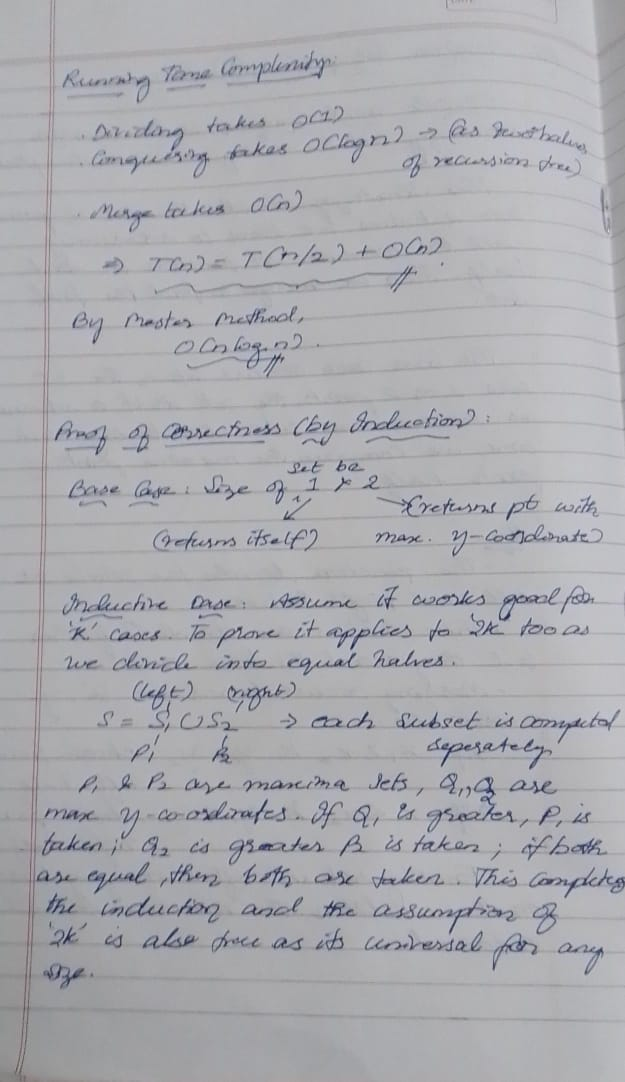 Running Time Complexity:
. Dividing takes O(1)
. Conquering takes O(logn) → (as two halves
of recursion tree)
. Merge takes O(n)
⇒ T(n) = T(n/2) + O(n)
By Master Method,
O(n log n).
Proof of Correctness (by Induction):
set be
Base Case: Size of 1 & 2
→ (returns pt with
(returns itself) max. y-coordinate)
Inductive Case: Assume it works good for
'K' cases. To prove it applies to '2K' too as
we divide into equal halves.
(left) (right)
S = S₁ ∪ S₂ → each subset is computed
P₁ P₂ seperately
P₁ & P₂ are maxima sets, Q₁, Q₂ are
max y co-ordinates. If Q₁ is greater, P₁ is
taken; Q₂ is greater P₂ is taken; if both
are equal, then both are taken. This completes
the induction and the assumption of
'2K' is also true as its universal for any
size.